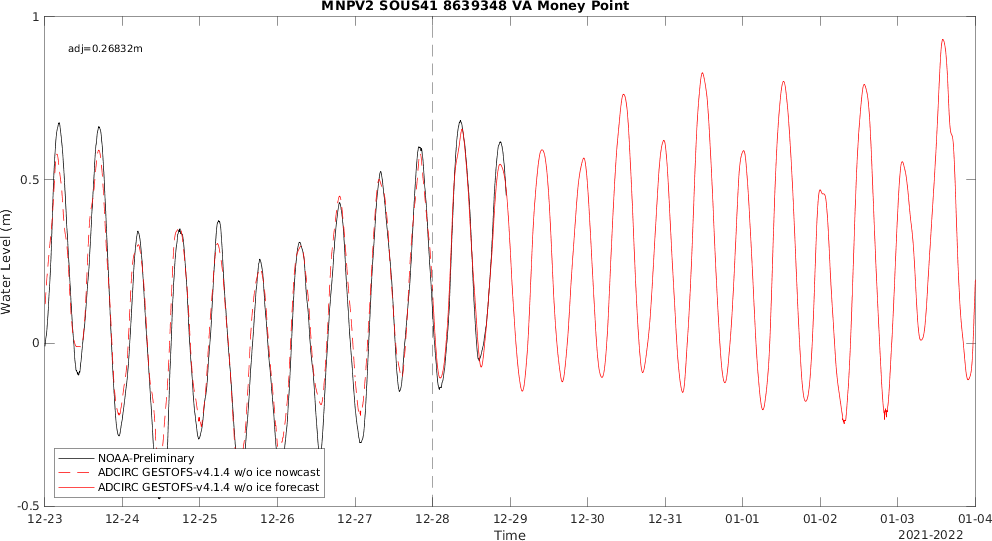 MNPV2 SOUS41 8639348 VA Money Point
adj=0.26832m
1
0.5
0
-0.5
Water Level (m)
NOAA-Preliminary
ADCIRC GESTOFS-v4.1.4 w/o ice nowcast
ADCIRC GESTOFS-v4.1.4 w/o ice forecast
12-23 12-24 12-25 12-26 12-27 12-28 12-29 12-30 12-31 01-01 01-02 01-03 01-04
Time
2021-2022